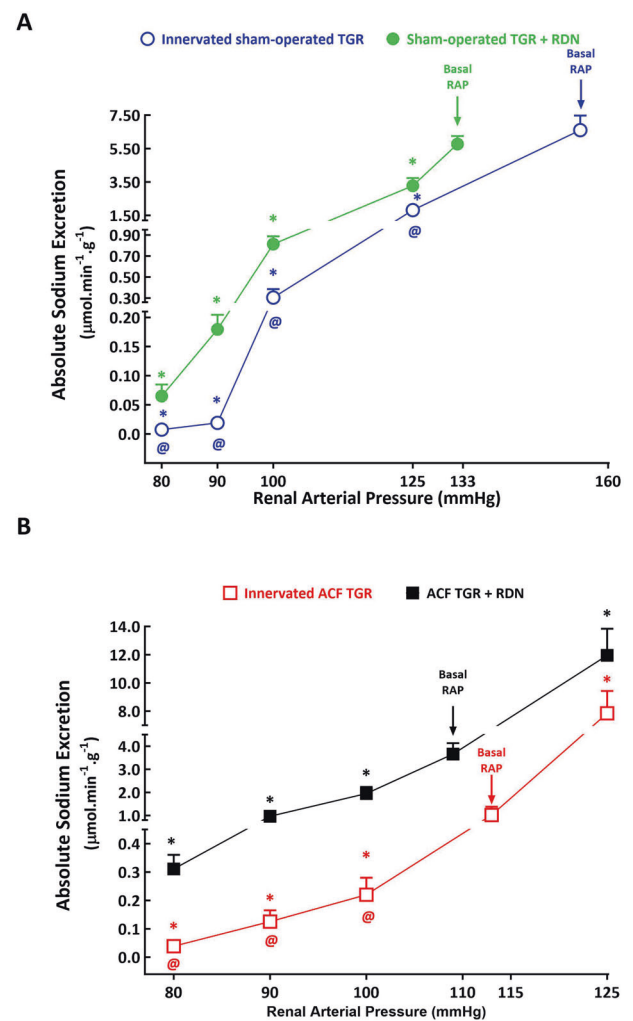 A
Innervated sham-operated TGR
Sham-operated TGR + RDN
Basal
RAP
Basal
RAP
Absolute Sodium Excretion
(µmol.min⁻¹.g⁻¹)
7.50
5.50
3.50
1.50
0.90
0.70
0.50
0.30
0.20
0.15
0.10
0.05
0.0
* * * *
* * * *
@ @ @ @
80 90 100 125 133 160
Renal Arterial Pressure (mmHg)
B
Innervated ACF TGR
ACF TGR + RDN
Basal
RAP
Basal
RAP
Absolute Sodium Excretion
(µmol.min⁻¹.g⁻¹)
14.0
12.0
10.0
8.0
4.0
3.0
2.0
1.0
0.4
0.3
0.2
0.1
0.0
* * * *
* * * *
@ @ @
80 90 100 110 115 125
Renal Arterial Pressure (mmHg)